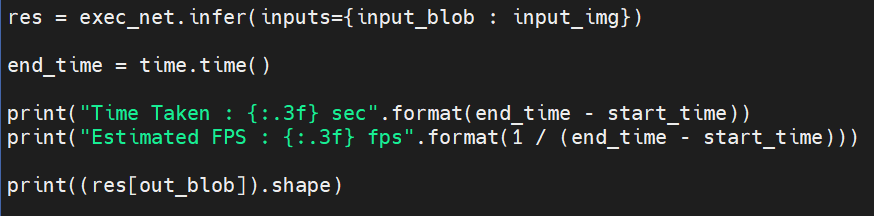 res = exec_net.infer(inputs={input_blob : input_img})
end_time = time.time()
print("Time Taken : {:.3f} sec".format(end_time - start_time))
print("Estimated FPS : {:.3f} fps".format(1 / (end_time - start_time)))
print((res[out_blob]).shape)